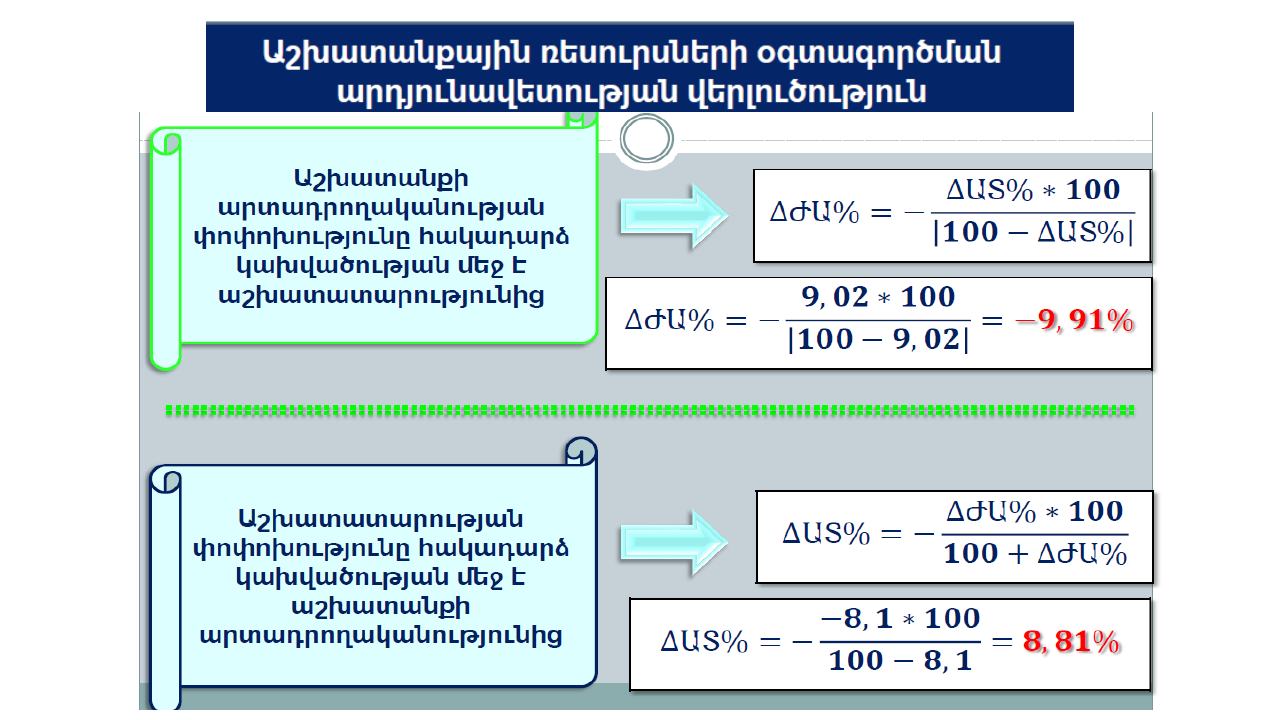 Աշխատանքային ռեսուրսների օգտագործման
արդյունավետության վերլուծություն
Աշխատանքի
արտադրողականության
փոփոխությունը հակադարձ
կախվածության մեջ է
աշխատատարությունից
ΔԺԱ% = − ΔԱՏ% ∗ 100 / |100 − ΔԱՏ%|
ΔԺԱ% = − 9, 02 ∗ 100 / |100 − 9, 02| = −9, 91%
Աշխատատարության
փոփոխությունը հակադարձ
կախվածության մեջ է
աշխատանքի
արտադրողականությունից
ΔԱՏ% = − ΔԺԱ% ∗ 100 / 100 + ΔԺԱ%
ΔԱՏ% = − −8, 1 ∗ 100 / 100 − 8, 1 = 8, 81%